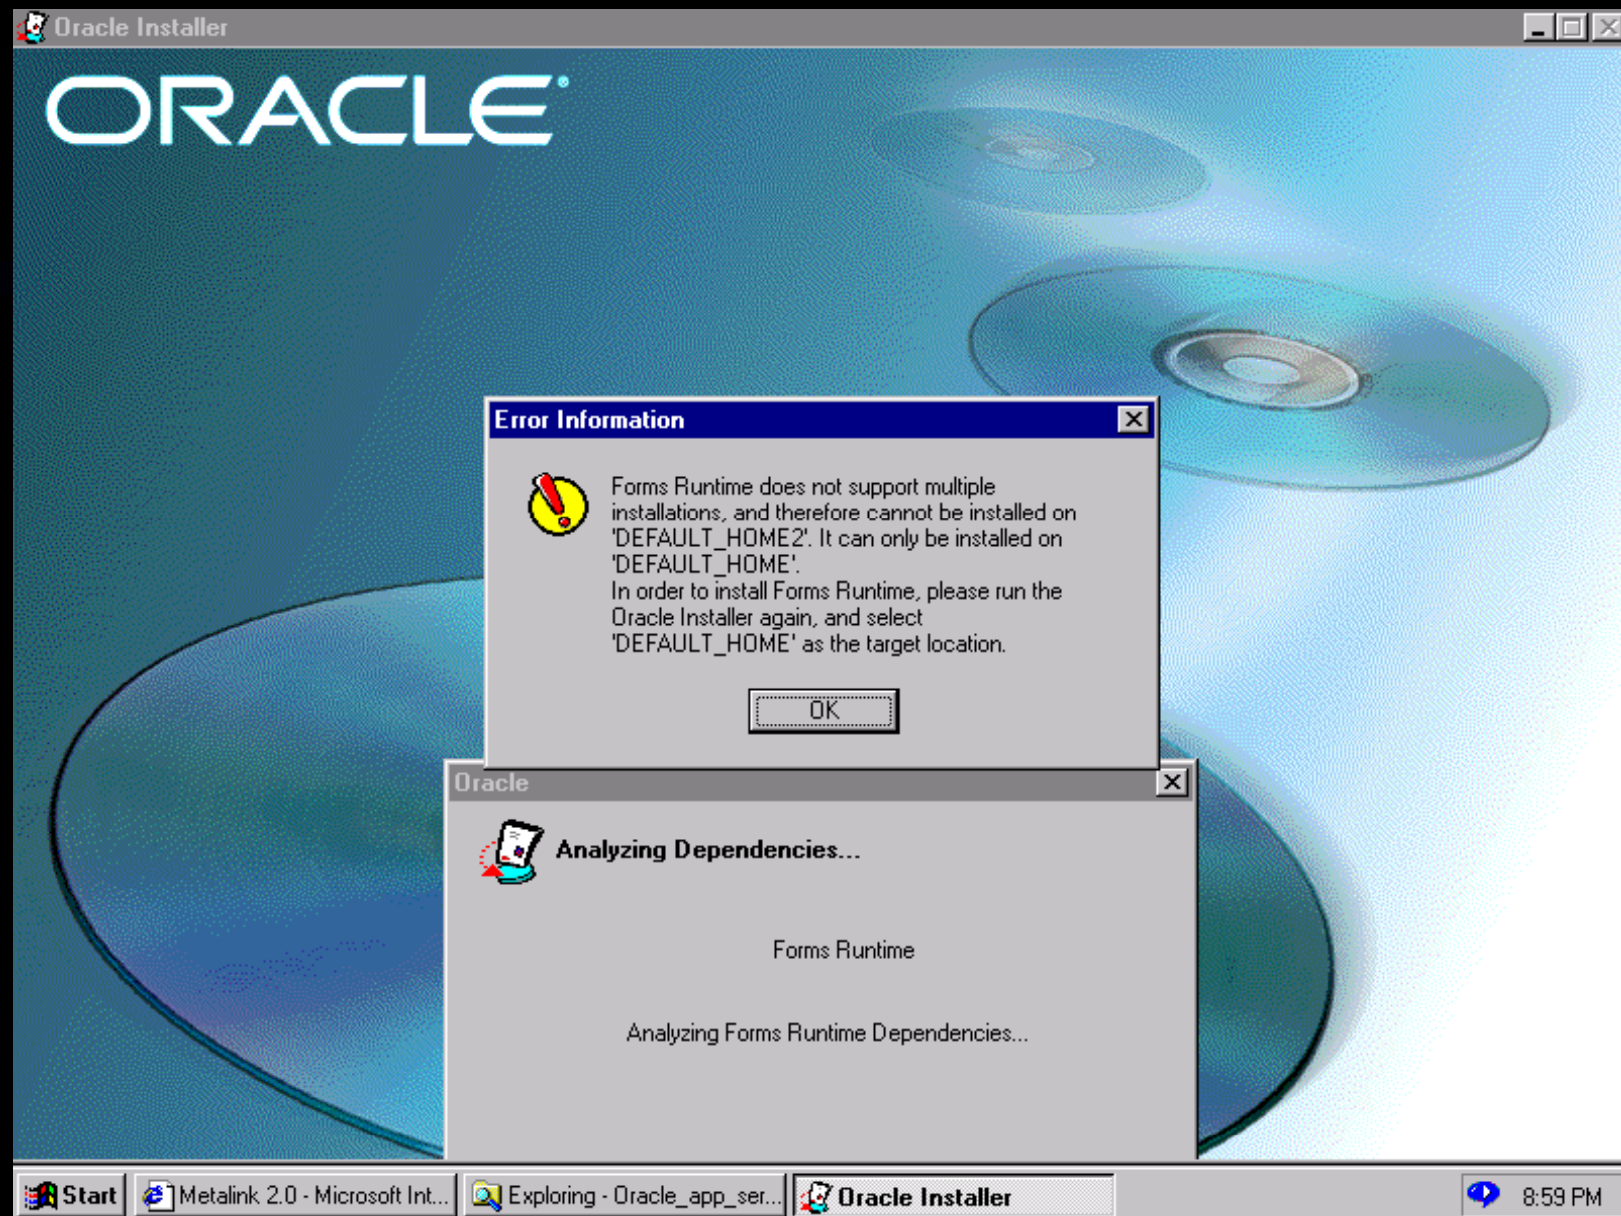 Oracle Installer
ORACLE®
Error Information
Forms Runtime does not support multiple
installations, and therefore cannot be installed on
'DEFAULT_HOME2'. It can only be installed on
'DEFAULT_HOME'.
In order to install Forms Runtime, please run the
Oracle Installer again, and select
'DEFAULT_HOME' as the target location.
OK
Oracle
Analyzing Dependencies...
Forms Runtime
Analyzing Forms Runtime Dependencies...
Start
Metalink 2.0 - Microsoft Int...
Exploring - Oracle_app_ser...
Oracle Installer
8:59 PM